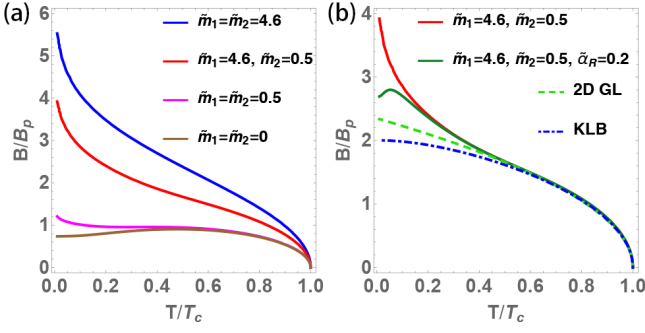 (a)
m̃₁=m̃₂=4.6
m̃₁=4.6, m̃₂=0.5
m̃₁=m̃₂=0.5
m̃₁=m̃₂=0
B/Bₚ
6
5
4
3
2
1
0
0.0 0.2 0.4 0.6 0.8 1.0
T/T꜀
(b)
m̃₁=4.6, m̃₂=0.5
m̃₁=4.6, m̃₂=0.5, α̃_R=0.2
2D GL
KLB
B/Bₚ
4
3
2
1
0
0.0 0.2 0.4 0.6 0.8 1.0
T/T꜀